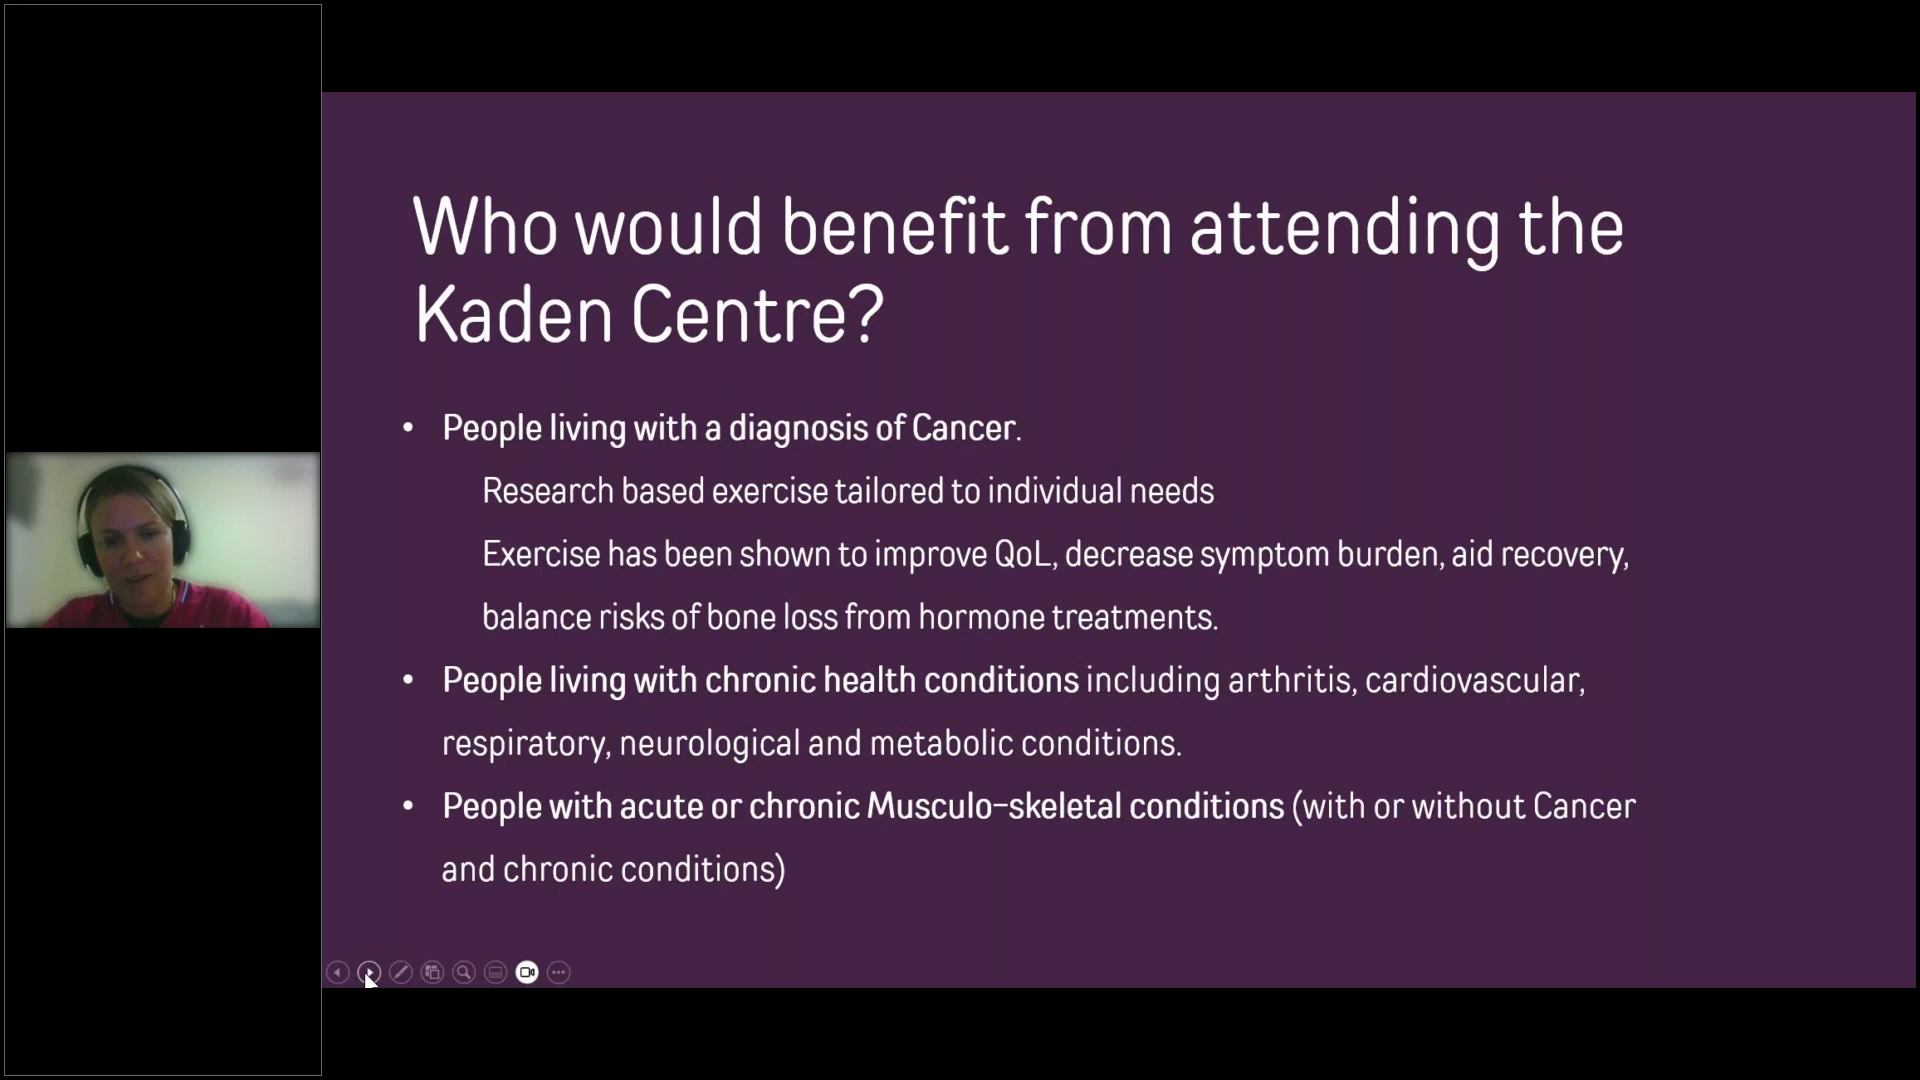 Who would benefit from attending the
Kaden Centre?
• People living with a diagnosis of Cancer.
Research based exercise tailored to individual needs
Exercise has been shown to improve QoL, decrease symptom burden, aid recovery,
balance risks of bone loss from hormone treatments.
• People living with chronic health conditions including arthritis, cardiovascular,
respiratory, neurological and metabolic conditions.
• People with acute or chronic Musculo-skeletal conditions (with or without Cancer
and chronic conditions)